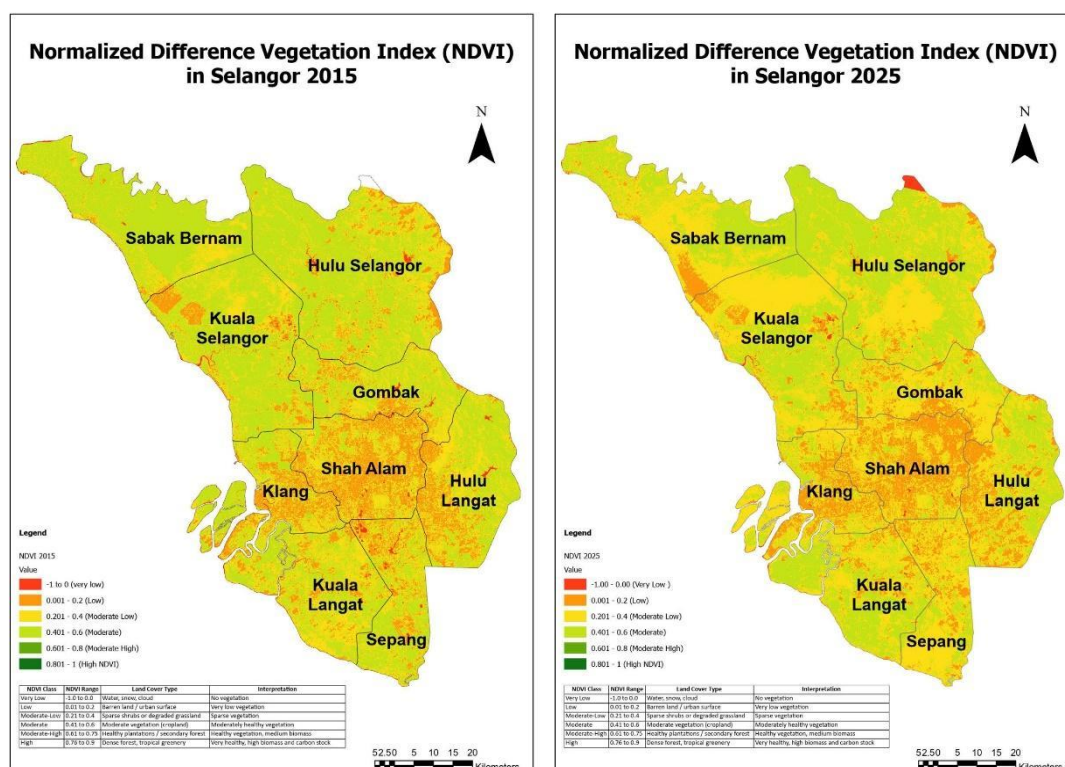 Normalized Difference Vegetation Index (NDVI)
in Selangor 2015
N
Sabak Bernam
Hulu Selangor
Kuala
Selangor
Gombak
Shah Alam
Klang
Hulu
Langat
Kuala
Langat
Sepang
Legend
NDVI 2015
Value
-1 to 0 (very low)
0.001 - 0.2 (Low)
0.201 - 0.4 (Moderate Low)
0.401 - 0.6 (Moderate)
0.601 - 0.8 (Moderate High)
0.801 - 1 (High NDVI)
NDVI Class NDVI Range Land Cover Type Interpretation
Very Low -1.0 to 0.0 Water, snow, cloud No vegetation
Low 0.01 to 0.2 Barren land / urban surface Very low vegetation
Moderate-Low 0.21 to 0.4 Sparse shrubs or degraded grassland Sparse vegetation
Moderate 0.41 to 0.6 Moderate vegetation (cropland) Moderately healthy vegetation
Moderate-High 0.61 to 0.75 Healthy plantations / secondary forest Healthy vegetation, medium biomass
High 0.76 to 0.9 Dense forest, tropical greenery Very healthy, high biomass and carbon stock
52.50 5 10 15 20
Kilometers
Normalized Difference Vegetation Index (NDVI)
in Selangor 2025
N
Sabak Bernam
Hulu Selangor
Kuala
Selangor
Gombak
Shah Alam
Klang
Hulu
Langat
Kuala
Langat
Sepang
Legend
NDVI 2025
Value
-1.00 - 0.00 (Very Low )
0.001 - 0.2 (Low)
0.201 - 0.4 (Moderate Low)
0.401 - 0.6 (Moderate)
0.601 - 0.8 (Moderate High)
0.801 - 1 (High NDVI)
NDVI Class NDVI Range Land Cover Type Interpretation
Very Low -1.0 to 0.0 Water, snow, cloud No vegetation
Low 0.01 to 0.2 Barren land / urban surface Very low vegetation
Moderate-Low 0.21 to 0.4 Sparse shrubs or degraded grassland Sparse vegetation
Moderate 0.41 to 0.6 Moderate vegetation (cropland) Moderately healthy vegetation
Moderate-High 0.61 to 0.75 Healthy plantations / secondary forest Healthy vegetation, medium biomass
High 0.76 to 0.9 Dense forest, tropical greenery Very healthy, high biomass and carbon stock
52.50 5 10 15 20
Kilometers